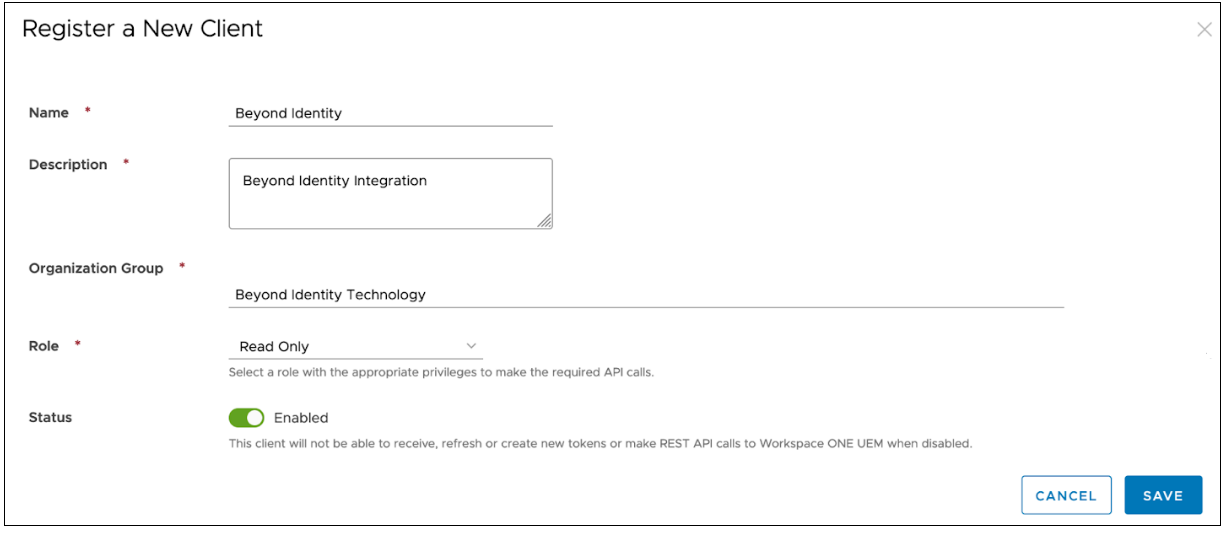 Register a New Client
Name *
Beyond Identity
Description *
Beyond Identity Integration
Organization Group *
Beyond Identity Technology
Role *
Read Only
Select a role with the appropriate privileges to make the required API calls.
Status
Enabled
This client will not be able to receive, refresh or create new tokens or make REST API calls to Workspace ONE UEM when disabled.
CANCEL
SAVE